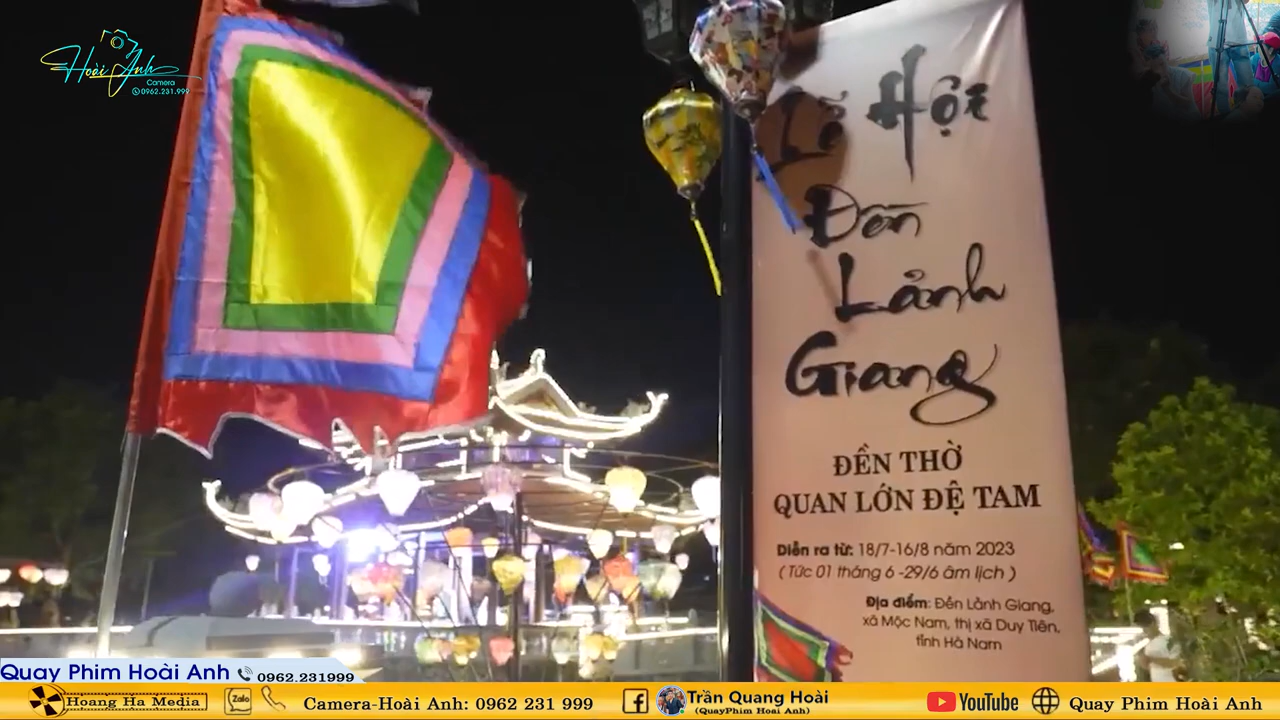 Hoài Anh
Camera
0962.231.999
Lễ Hội
Đền
Lảnh
Giang
ĐỀN THỜ
QUAN LỚN ĐỆ TAM
Diễn ra từ: 18/7-16/8 năm 2023
( Tức 01 tháng 6 -29/6 âm lịch )
Địa điểm: Đền Lảnh Giang,
xã Mộc Nam, thị xã Duy Tiên,
tỉnh Hà Nam
Quay Phim Hoài Anh 0962.231999
Hoang Ha Media Zalo Camera-Hoài Anh: 0962 231 999 Trần Quang Hoài YouTube Quay Phim Hoài Anh
(QuayPhim Hoai Anh)